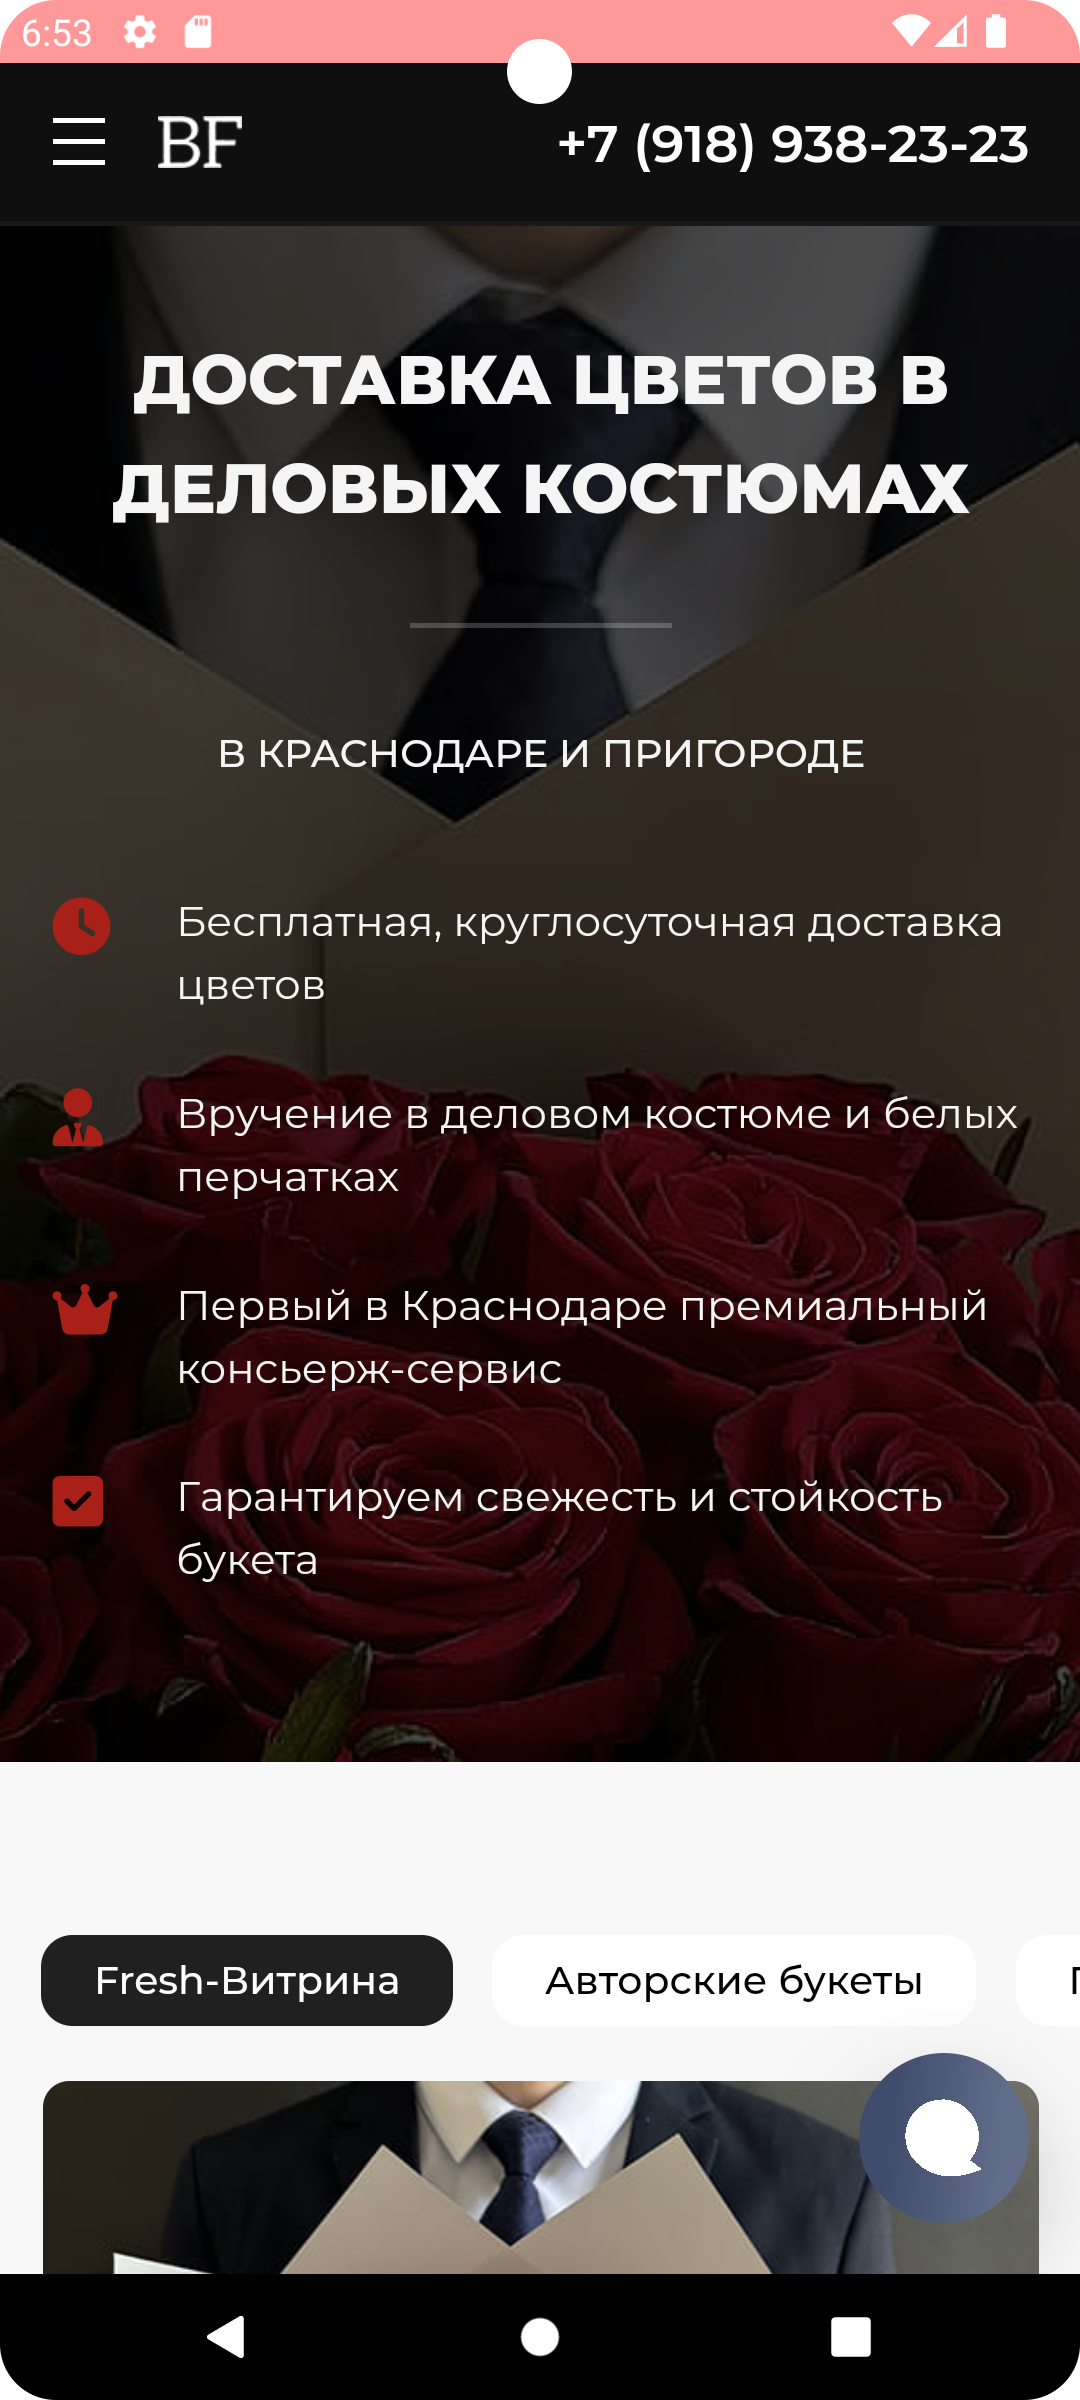 6:53
BF
+7 (918) 938-23-23
ДОСТАВКА ЦВЕТОВ В
ДЕЛОВЫХ КОСТЮМАХ
В КРАСНОДАРЕ И ПРИГОРОДЕ
Бесплатная, круглосуточная доставка
цветов
Вручение в деловом костюме и белых
перчатках
Первый в Краснодаре премиальный
консьерж-сервис
Гарантируем свежесть и стойкость
букета
Fresh-Витрина
Авторские букеты